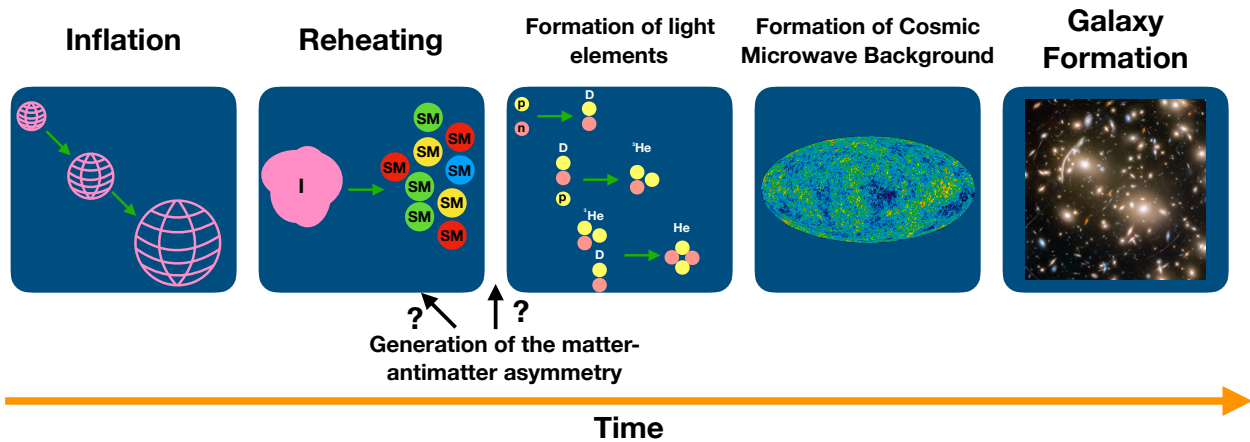 Inflation
Reheating
Formation of light
elements
Formation of Cosmic
Microwave Background
Galaxy
Formation
I
SM
SM
SM
SM
SM
SM
SM
SM
SM
p
n
D
D
p
³He
³He
D
He
?
?
Generation of the matter-
antimatter asymmetry
Time